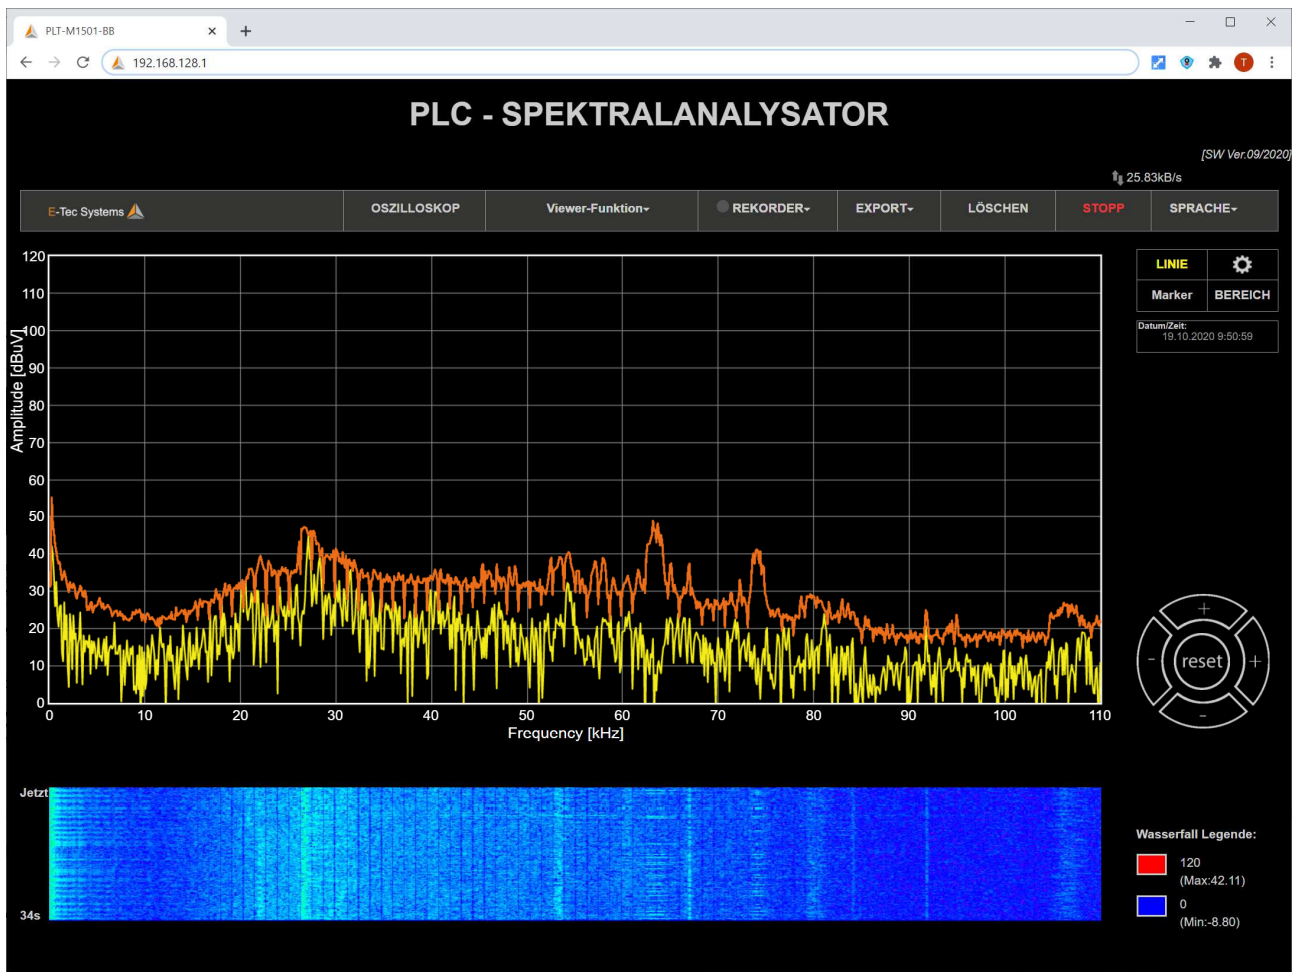 PLT-M1501-BB
192.168.128.1
T
PLC - SPEKTRALANALYSATOR
[SW Ver.09/2020]
25.83kB/s
E-Tec Systems
OSZILLOSKOP
Viewer-Funktion
REKORDER
EXPORT
LÖSCHEN
STOPP
SPRACHE
120
110
100
90
80
70
60
50
40
30
20
10
0
Amplitude [dBuV]
0 10 20 30 40 50 60 70 80 90 100 110
Frequency [kHz]
LINIE
Marker BEREICH
Datum/Zeit:
19.10.2020 9:50:59
+
- reset +
-
Jetzt
34s
Wasserfall Legende:
120
(Max:42.11)
0
(Min:-8.80)